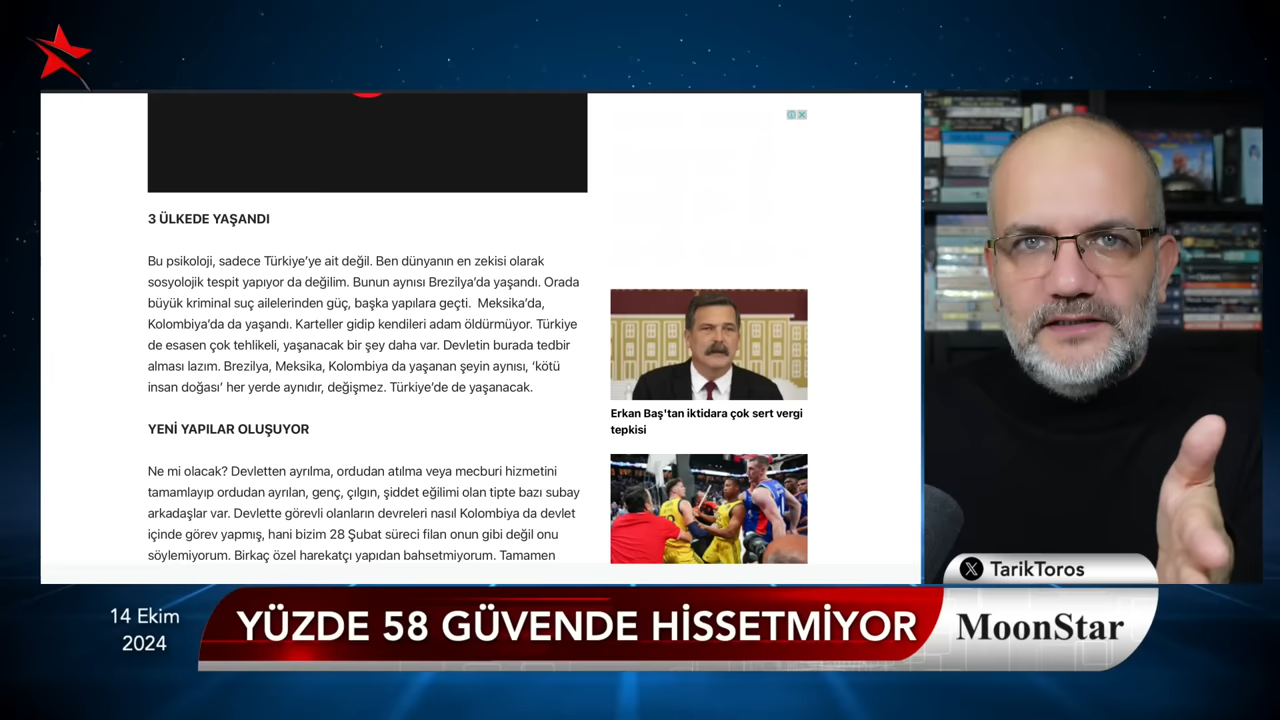 3 ÜLKEDE YAŞANDI
Bu psikoloji, sadece Türkiye’ye ait değil. Ben dünyanın en zekisi olarak
sosyolojik tespit yapıyor da değilim. Bunun aynısı Brezilya’da yaşandı. Orada
büyük kriminal suç ailelerinden güç, başka yapılara geçti.  Meksika’da,
Kolombiya’da da yaşandı. Karteller gidip kendileri adam öldürmüyor. Türkiye
de esasen çok tehlikeli, yaşanacak bir şey daha var. Devletin burada tedbir
alması lazım. Brezilya, Meksika, Kolombiya da yaşanan şeyin aynısı, ‘kötü
insan doğası’ her yerde aynıdır, değişmez. Türkiye’de de yaşanacak.
YENİ YAPILAR OLUŞUYOR
Ne mi olacak? Devletten ayrılma, ordudan atılma veya mecburi hizmetini
tamamlayıp ordudan ayrılan, genç, çılgın, şiddet eğilimi olan tipte bazı subay
arkadaşlar var. Devlette görevli olanların devreleri nasıl Kolombiya da devlet
içinde görev yapmış, hani bizim 28 Şubat süreci filan onun gibi değil onu
söylemiyorum. Birkaç özel harekatçı yapıdan bahsetmiyorum. Tamamen
Erkan Baş'tan iktidara çok sert vergi
tepkisi
TarikToros
14 Ekim
2024
YÜZDE 58 GÜVENDE HİSSETMİYOR
MoonStar